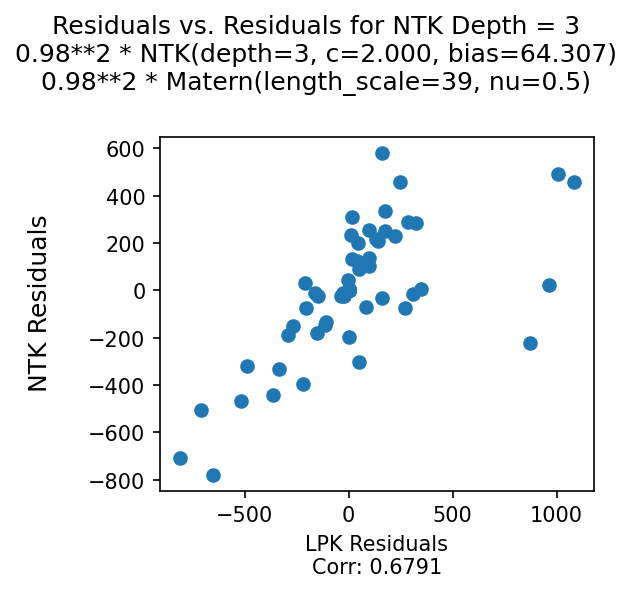 Residuals vs. Residuals for NTK Depth = 3
0.98**2 * NTK(depth=3, c=2.000, bias=64.307)
0.98**2 * Matern(length_scale=39, nu=0.5)
600
400
200
0
−200
−400
−600
−800
NTK Residuals
−500
0
500
1000
LPK Residuals
Corr: 0.6791